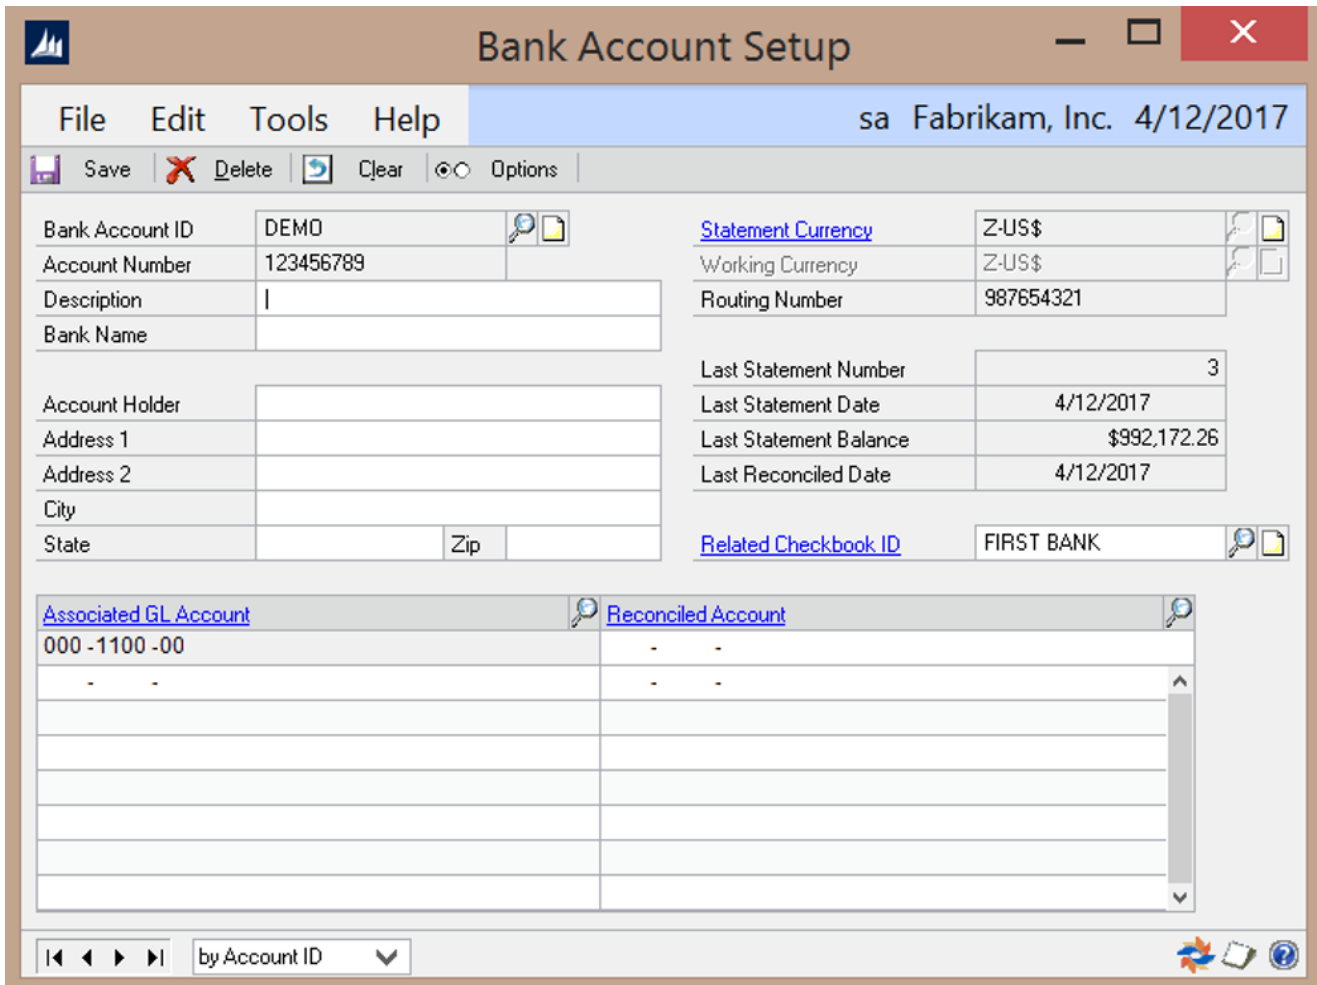 Bank Account Setup
File Edit Tools Help sa Fabrikam, Inc. 4/12/2017
Save Delete Clear Options
Bank Account ID DEMO Statement Currency Z-US$
Account Number 123456789 Working Currency Z-US$
Description Routing Number 987654321
Bank Name
Last Statement Number 3
Account Holder Last Statement Date 4/12/2017
Address 1 Last Statement Balance $992,172.26
Address 2 Last Reconciled Date 4/12/2017
City
State Zip Related Checkbook ID FIRST BANK
Associated GL Account Reconciled Account
000 -1100 -00 - -
- - - -
by Account ID